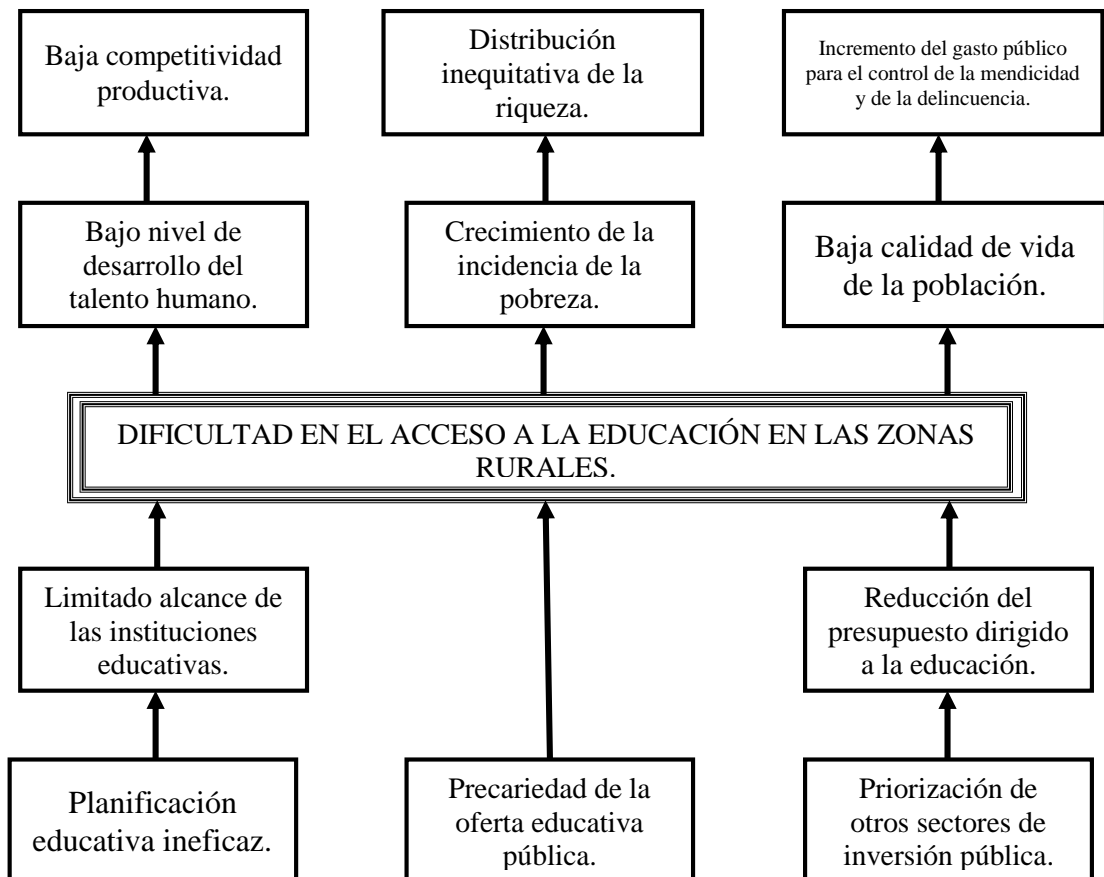 Baja competitividad
productiva.
Distribución
inequitativa de la
riqueza.
Incremento del gasto público
para el control de la mendicidad
y de la delincuencia.
Bajo nivel de
desarrollo del
talento humano.
Crecimiento de la
incidencia de la
pobreza.
Baja calidad de vida
de la población.
DIFICULTAD EN EL ACCESO A LA EDUCACIÓN EN LAS ZONAS
RURALES.
Limitado alcance de
las instituciones
educativas.
Reducción del
presupuesto dirigido
a la educación.
Planificación
educativa ineficaz.
Precariedad de la
oferta educativa
pública.
Priorización de
otros sectores de
inversión pública.